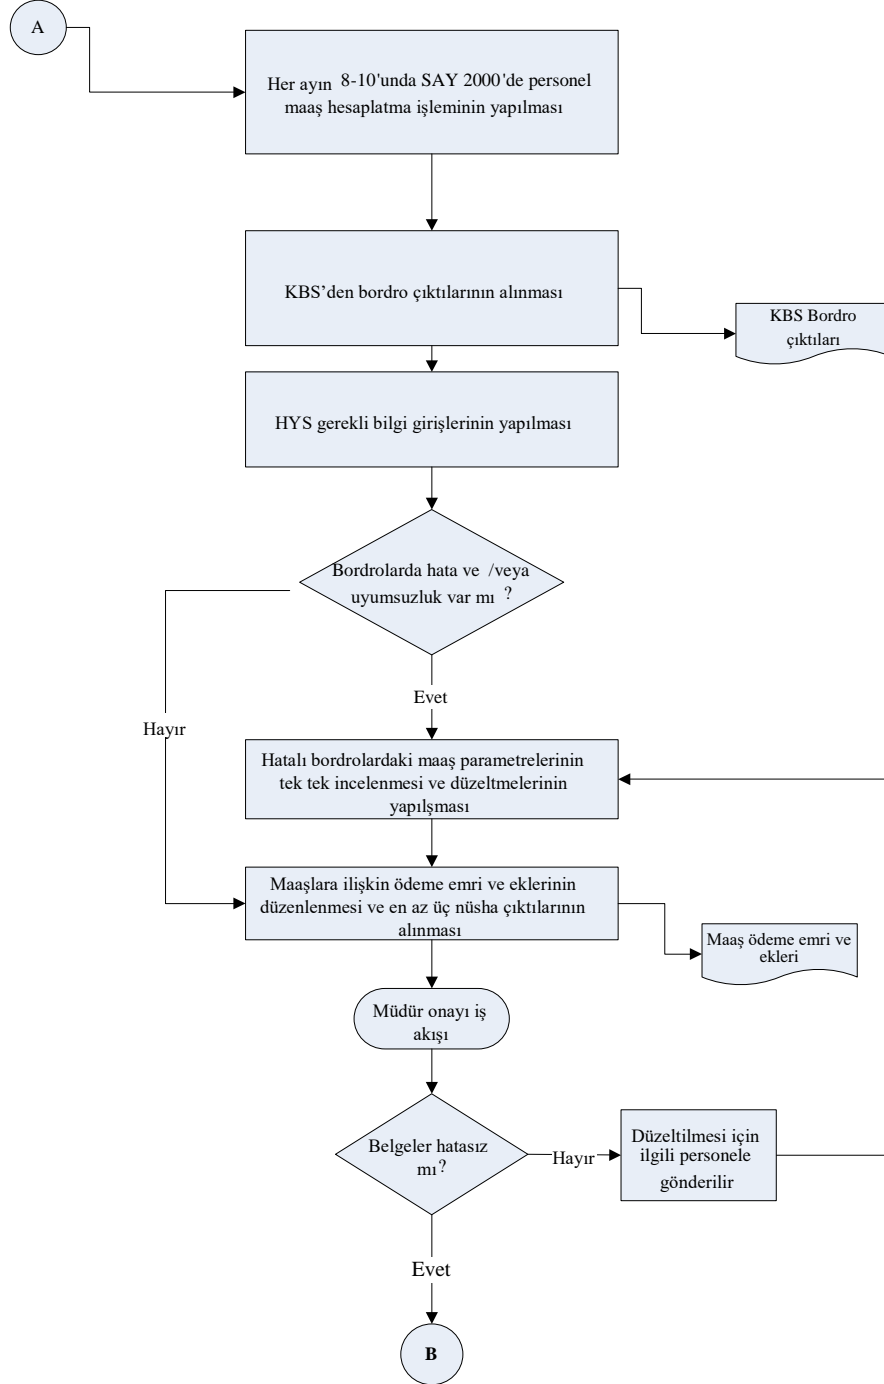 A
Her ayın 8-10'unda SAY 2000'de personel
maaş hesaplatma işleminin yapılması
KBS’den bordro çıktılarının alınması
KBS Bordro
çıktıları
HYS gerekli bilgi girişlerinin yapılması
Bordrolarda hata ve /veya
uyumsuzluk var mı ?
Evet
Hayır
Hatalı bordrolardaki maaş parametrelerinin
tek tek incelenmesi ve düzeltmelerinin
yapılşması
Maaşlara ilişkin ödeme emri ve eklerinin
düzenlenmesi ve en az üç nüsha çıktılarının
alınması
Maaş ödeme emri ve
ekleri
Müdür onayı iş
akışı
Belgeler hatasız
mı ?
Hayır
Düzeltilmesi için
ilgili personele
gönderilir
Evet
B